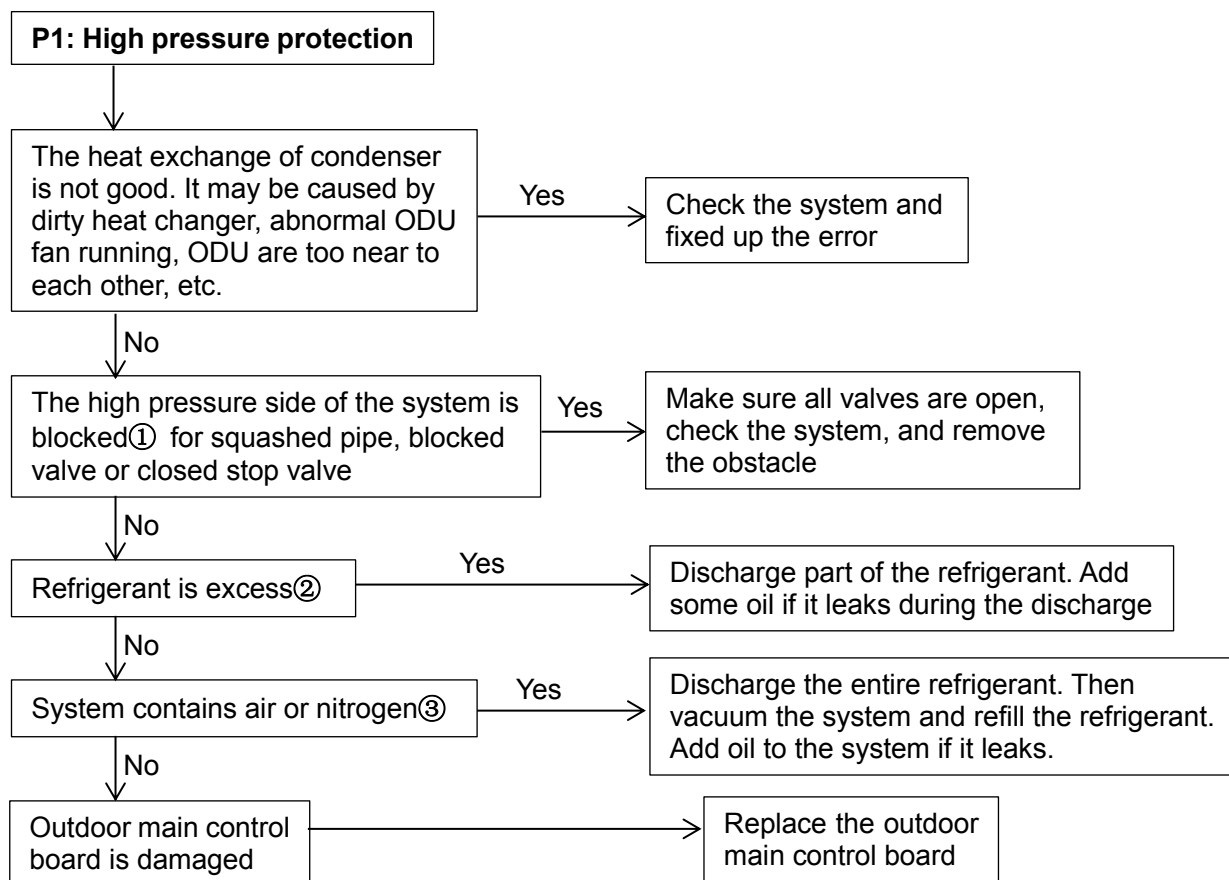 P1: High pressure protection
The heat exchange of condenser
is not good. It may be caused by
dirty heat changer, abnormal ODU
fan running, ODU are too near to
each other, etc.
Yes
Check the system and
fixed up the error
No
The high pressure side of the system is
blocked① for squashed pipe, blocked
valve or closed stop valve
Yes
Make sure all valves are open,
check the system, and remove
the obstacle
No
Refrigerant is excess②
Yes
Discharge part of the refrigerant. Add
some oil if it leaks during the discharge
No
System contains air or nitrogen③
Yes
Discharge the entire refrigerant. Then
vacuum the system and refill the refrigerant.
Add oil to the system if it leaks.
No
Outdoor main control
board is damaged
Replace the outdoor
main control board